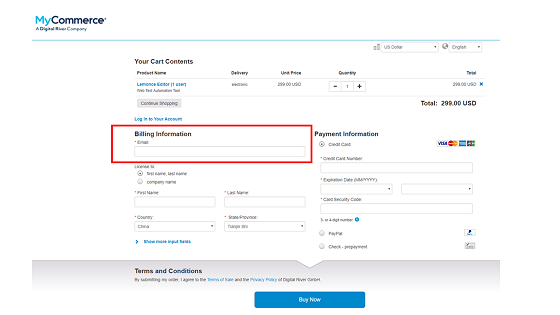 MyCommerce
A Digital River Company
US Dollar
English
Your Cart Contents
Product Name Delivery Unit Price Quantity Total
Lemonce Editor (1 user) electronic 299.00 USD - 1 + 299.00 USD ×
Web Test Automation Tool
Continue Shopping
Total: 299.00 USD
Log in to Your Account
Billing Information
* Email:
License to:
first name, last name
company name
* First Name: * Last Name:
* Country: * State/Province:
China Tianjin Shi
Show more input fields
Payment Information
Credit Card
VISA
* Credit Card Number:
* Expiration Date (MM/YYYY):
* Card Security Code:
3- or 4-digit number
PayPal
Check - prepayment
Terms and Conditions
By submitting my order, I agree to the Terms of Sale and the Privacy Policy of Digital River GmbH.
Buy Now